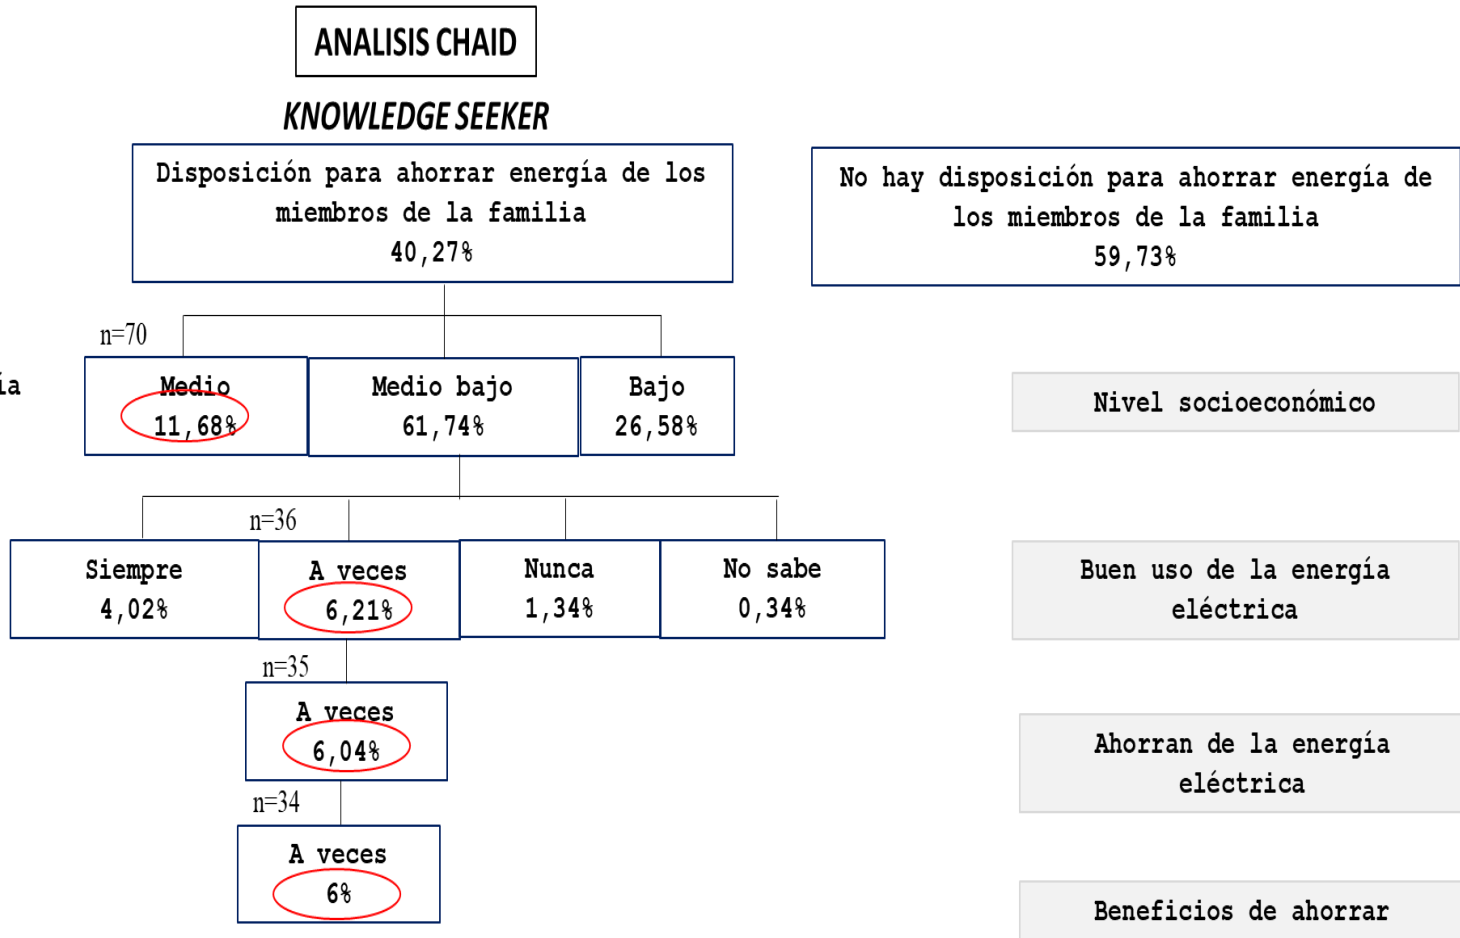 ANALISIS CHAID
KNOWLEDGE SEEKER
Disposición para ahorrar energía de los
miembros de la familia
40,27%
No hay disposición para ahorrar energía de
los miembros de la familia
59,73%
n=70
ía
Medio
11,68%
Medio bajo
61,74%
Bajo
26,58%
Nivel socioeconómico
n=36
Siempre
4,02%
A veces
6,21%
Nunca
1,34%
No sabe
0,34%
Buen uso de la energía
eléctrica
n=35
A veces
6,04%
Ahorran de la energía
eléctrica
n=34
A veces
6%
Beneficios de ahorrar